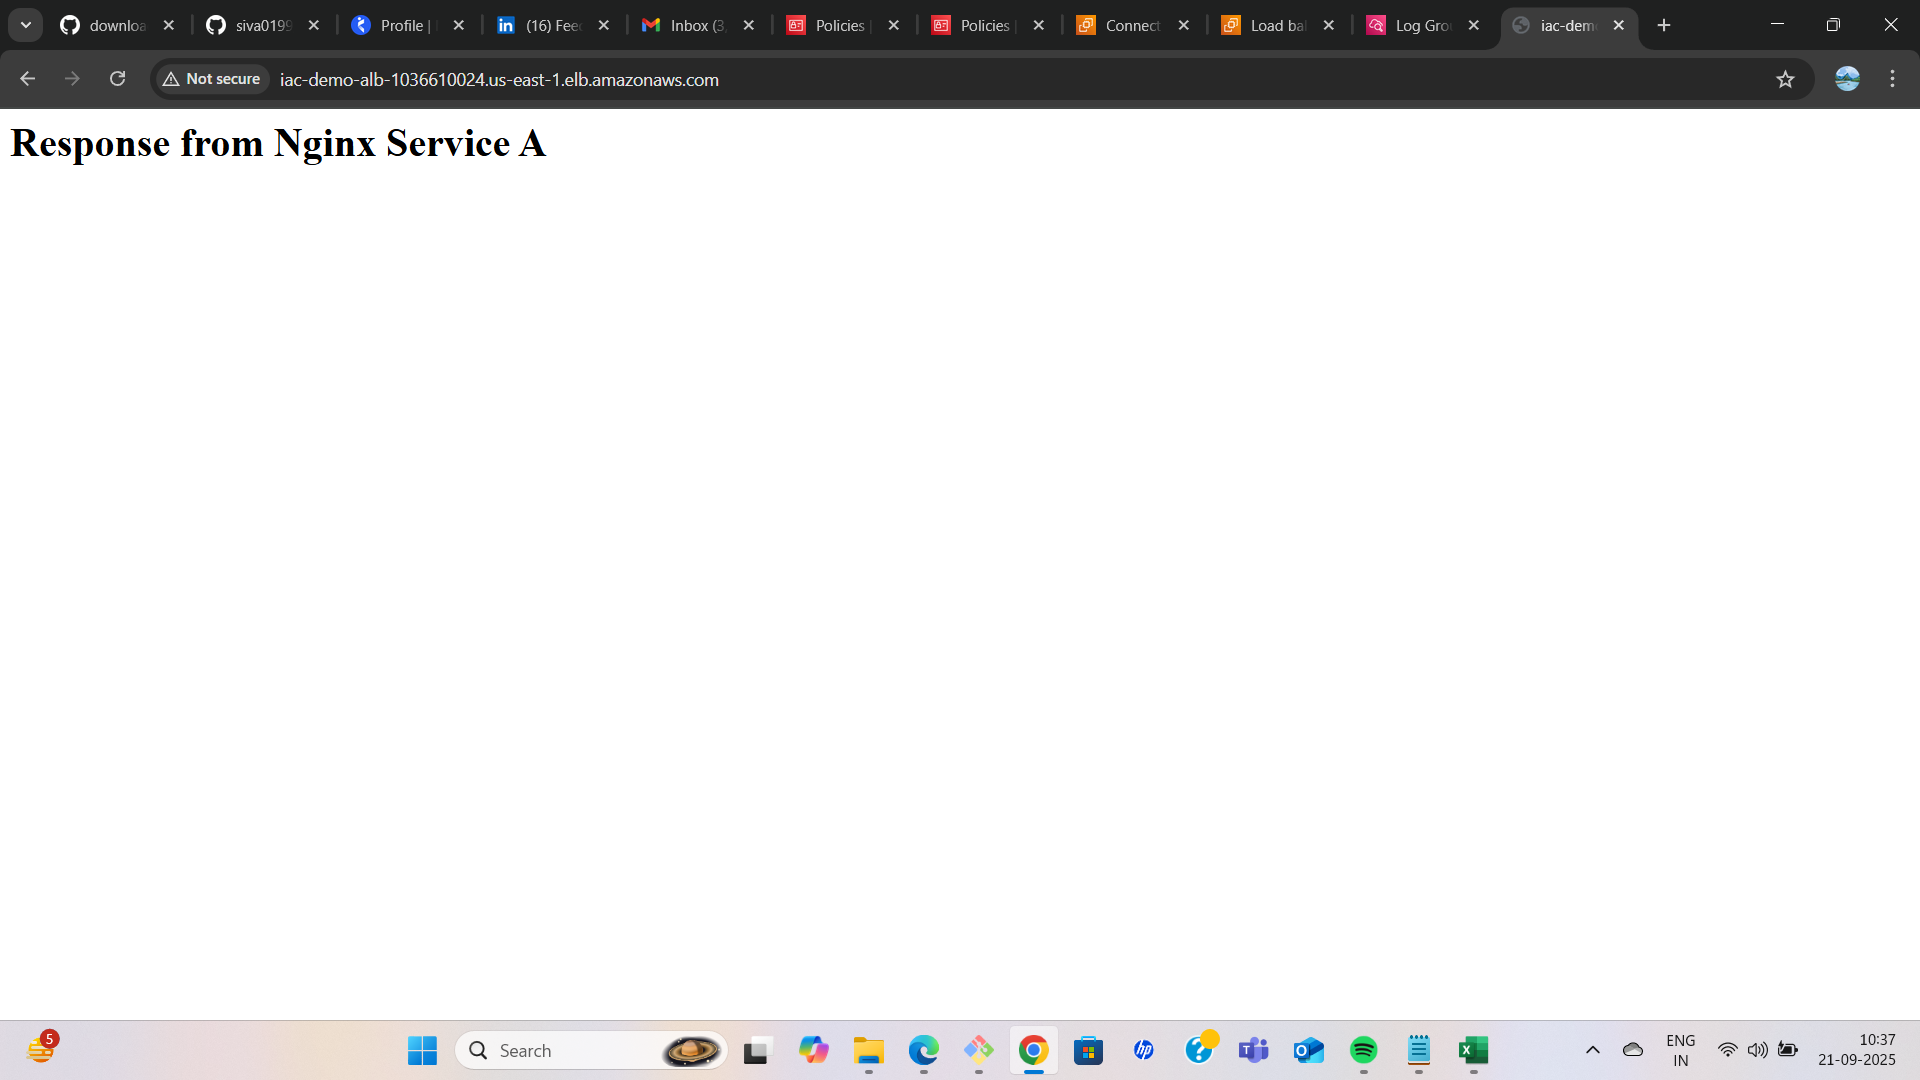 downloa
siva0199
Profile |
(16) Feed
Inbox (3,
Policies |
Policies |
Connect
Load bal
Log Gro
iac-dem
Not secure
iac-demo-alb-1036610024.us-east-1.elb.amazonaws.com
Response from Nginx Service A
5
Search
ENG
IN
10:37
21-09-2025